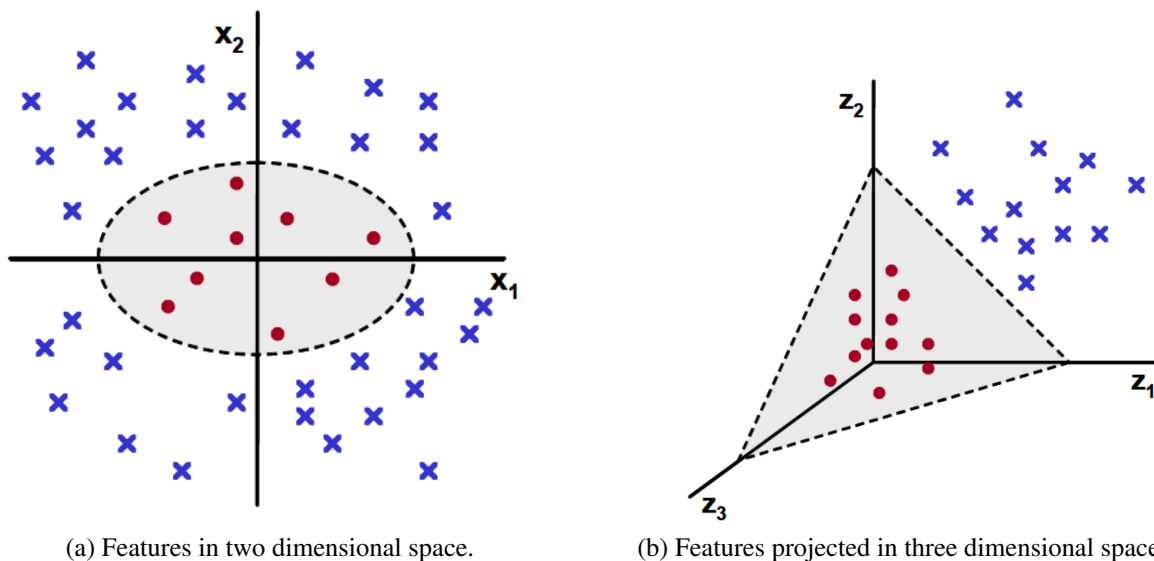 x2
x1
z2
z1
z3
(a) Features in two dimensional space.
(b) Features projected in three dimensional space